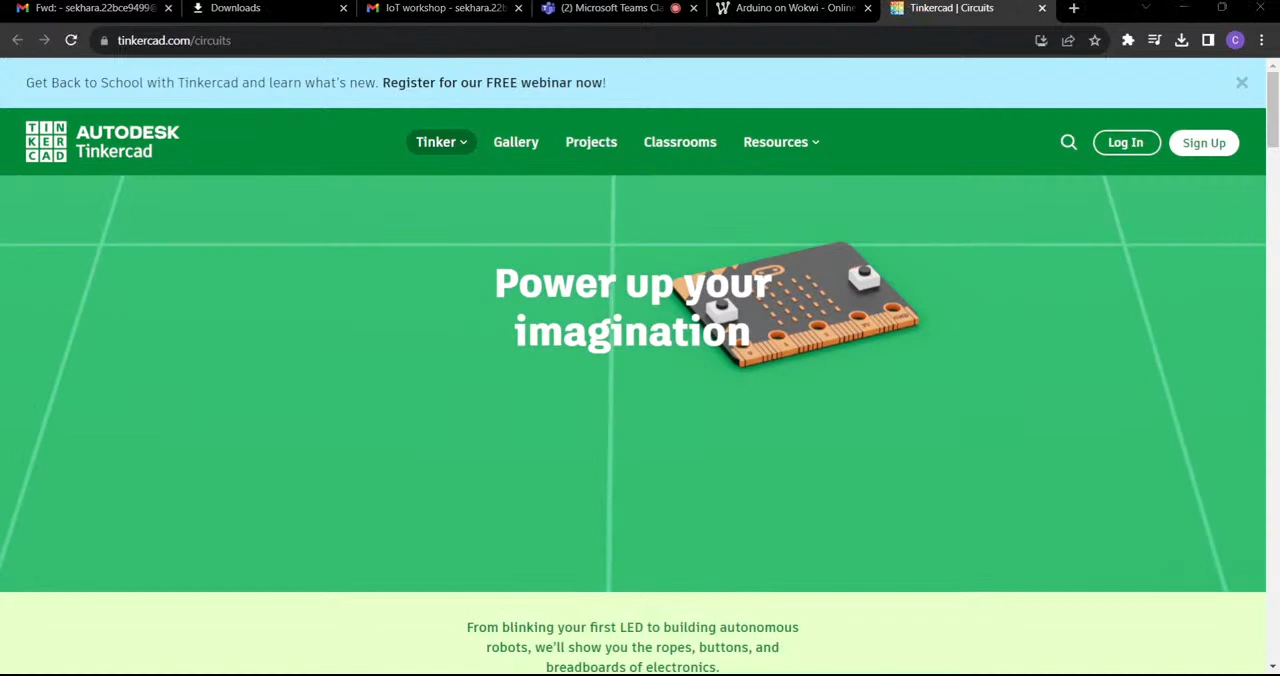 Fwd: - sekhara.22bce9499@
Downloads
IoT workshop - sekhara.22b
(2) Microsoft Teams Cla
Arduino on Wokwi - Online
Tinkercad | Circuits
tinkercad.com/circuits
C
Get Back to School with Tinkercad and learn what's new. Register for our FREE webinar now!
TIN
KER
CAD
AUTODESK
Tinkercad
Tinker
Gallery
Projects
Classrooms
Resources
Log In
Sign Up
Power up your
imagination
From blinking your first LED to building autonomous
robots, we'll show you the ropes, buttons, and
breadboards of electronics.